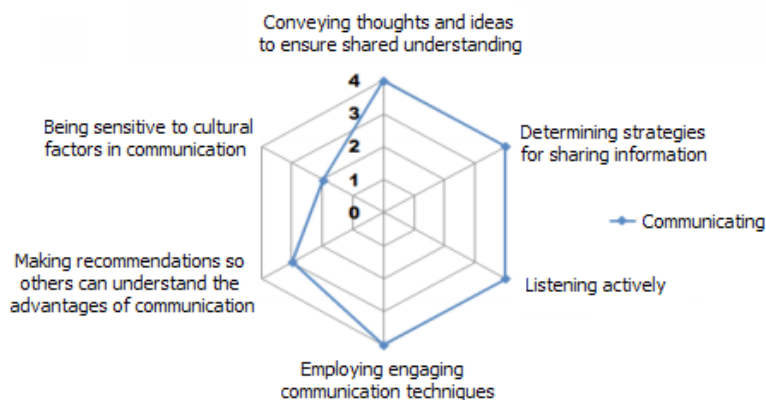 Conveying thoughts and ideas
to ensure shared understanding
4
3
2
1
0
Being sensitive to cultural
factors in communication
Determining strategies
for sharing information
Communicating
Making recommendations so
others can understand the
advantages of communication
Listening actively
Employing engaging
communication techniques